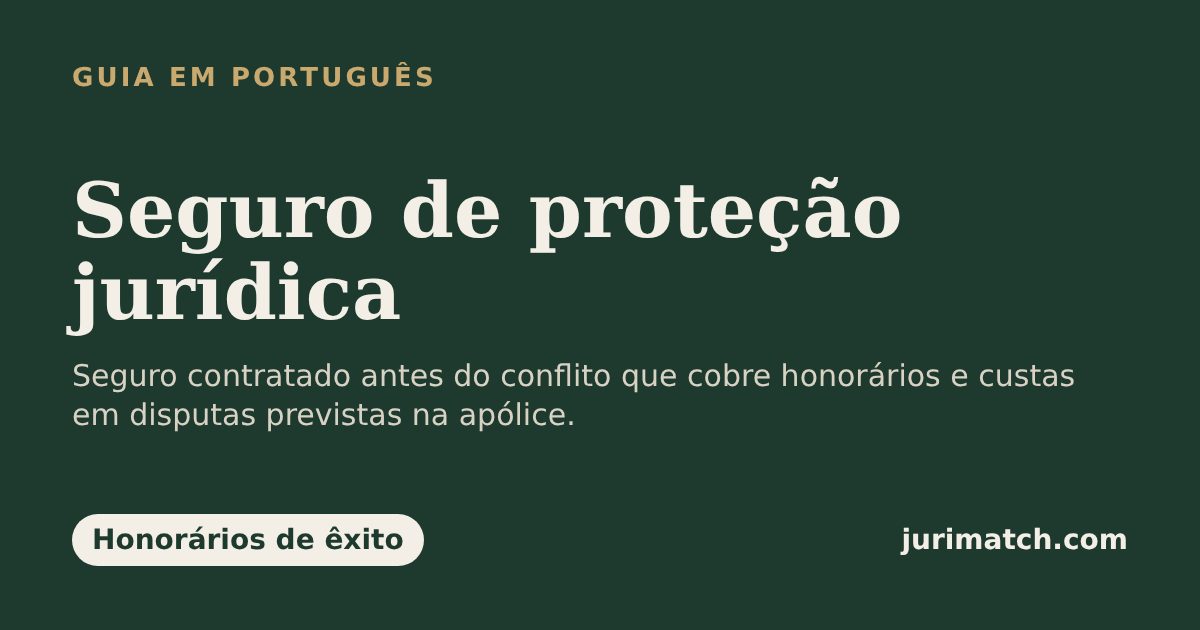 GUIA EM PORTUGUÊS
Seguro de proteção
jurídica
Seguro contratado antes do conflito que cobre honorários e custas
em disputas previstas na apólice.
Honorários de êxito
jurimatch.com